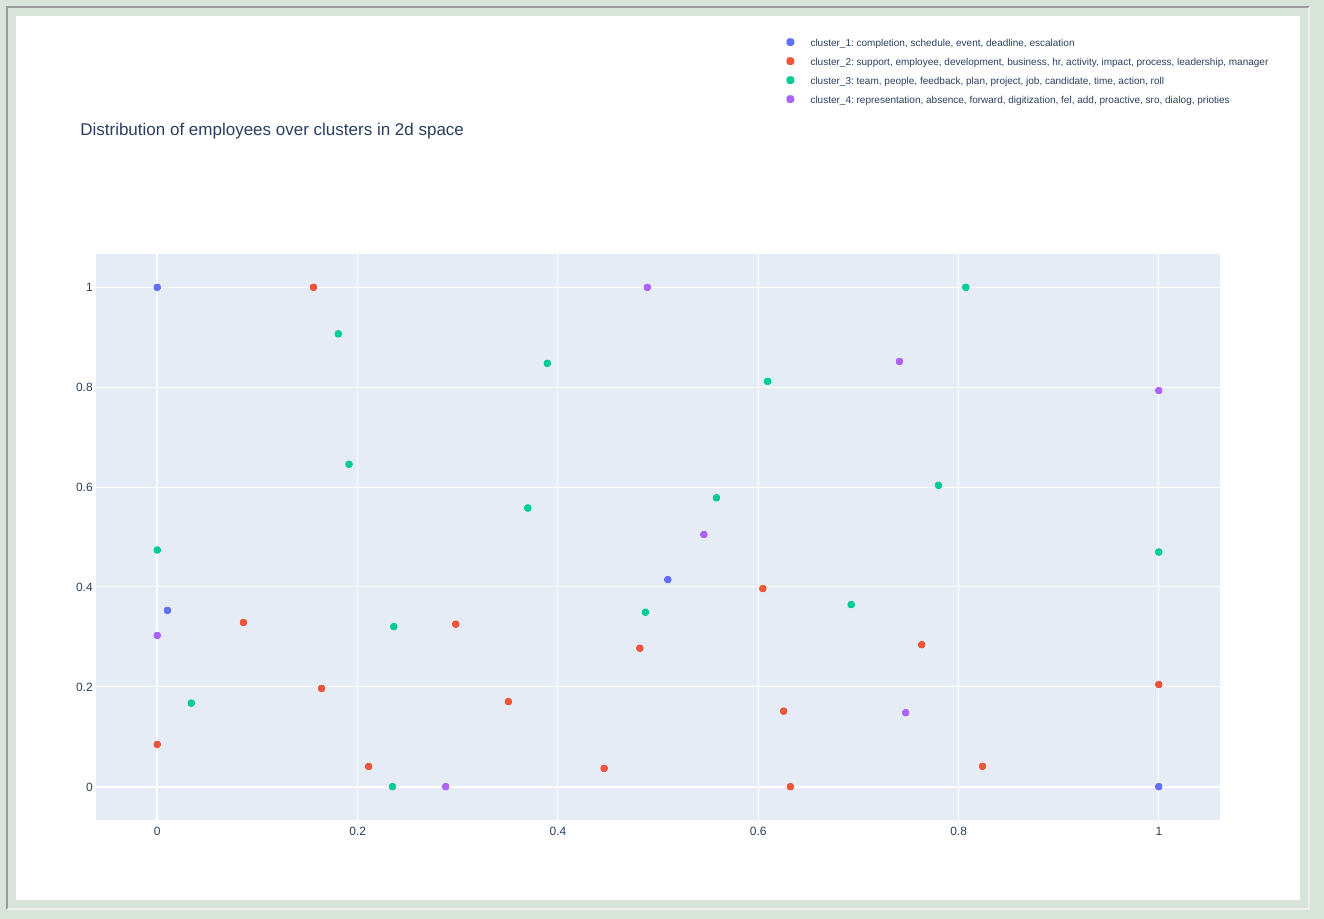 cluster_1: completion, schedule, event, deadline, escalation
cluster_2: support, employee, development, business, hr, activity, impact, process, leadership, manager
cluster_3: team, people, feedback, plan, project, job, candidate, time, action, roll
cluster_4: representation, absence, forward, digitization, fel, add, proactive, sro, dialog, prioties
Distribution of employees over clusters in 2d space
1
0.8
0.6
0.4
0.2
0
0 0.2 0.4 0.6 0.8 1